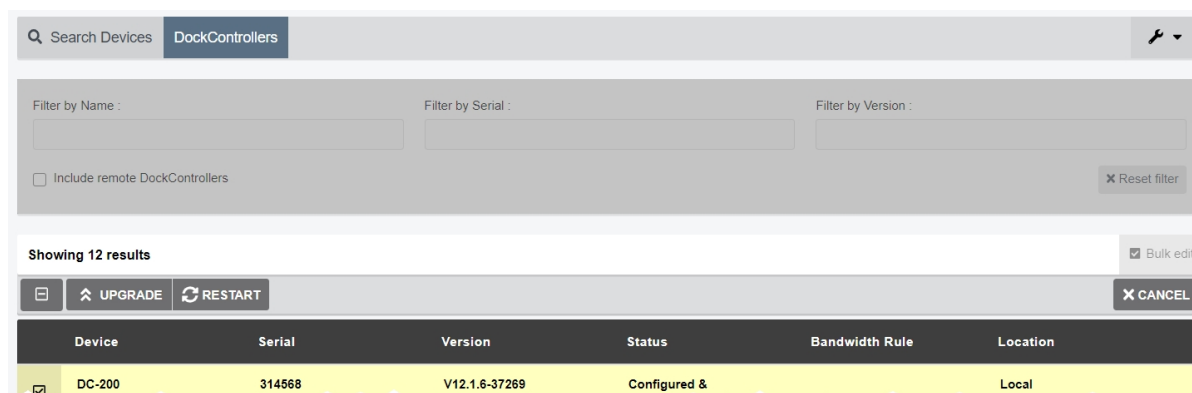 Search Devices DockControllers
Filter by Name : Filter by Serial : Filter by Version :
Include remote DockControllers Reset filter
Showing 12 results Bulk edit
UPGRADE RESTART CANCEL
Device Serial Version Status Bandwidth Rule Location
DC-200 314568 V12.1.6-37269 Configured & Local